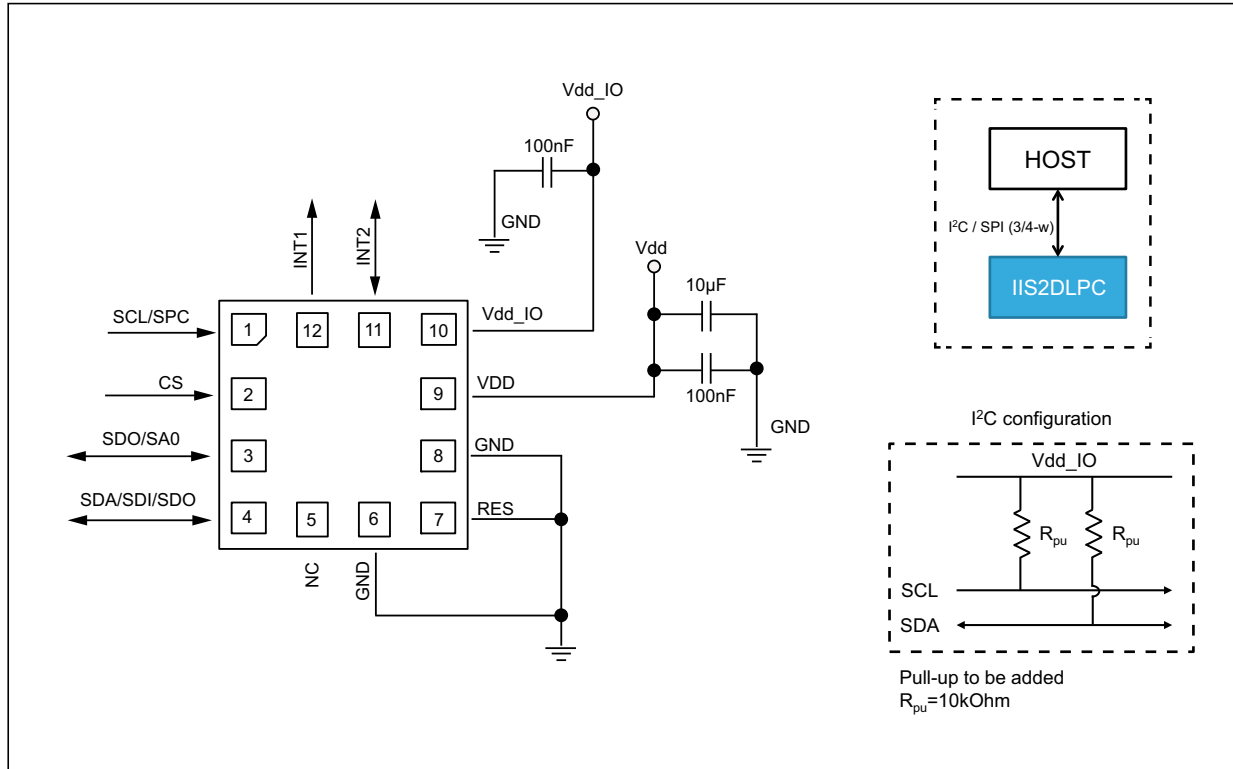 Vdd_IO
100nF
GND
INT1
INT2
Vdd
10µF
100nF
GND
SCL/SPC
CS
SDO/SA0
SDA/SDI/SDO
1
12
11
10
2
9
3
8
4
5
6
7
Vdd_IO
VDD
GND
RES
NC
GND
HOST
I²C / SPI (3/4-w)
IIS2DLPC
I²C configuration
Vdd_IO
Rpu
Rpu
SCL
SDA
Pull-up to be added
Rpu=10kOhm